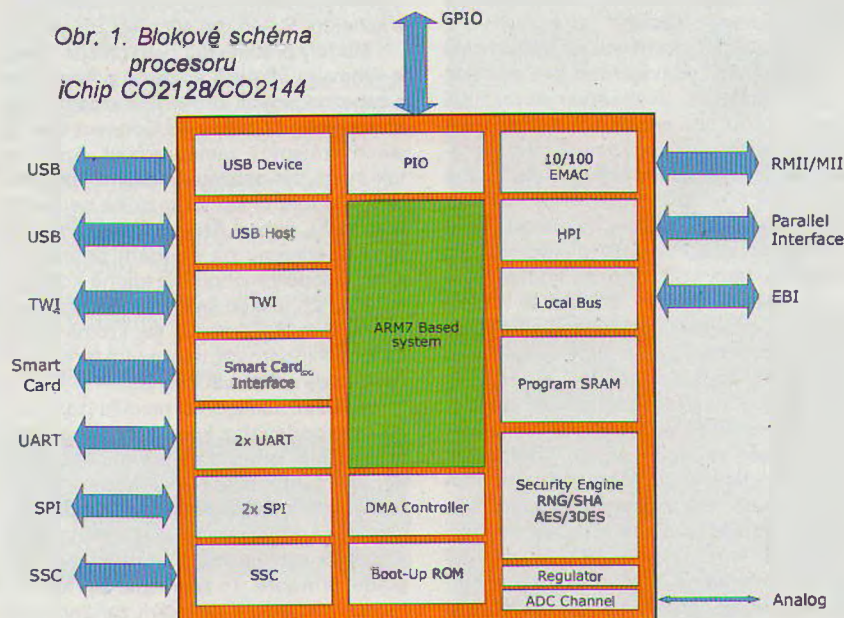 Obr. 1. Blokové schéma
procesoru
iChip CO2128/CO2144
GPIO
USB
USB Device
PIO
10/100
EMAC
RMII/MII
USB
USB Host
HPI
Parallel
Interface
TWI
TWI
Local Bus
EBI
ARM7 Based
system
Smart
Card
Smart Card
Interface
Program SRAM
UART
2x UART
Security Engine
RNG/SHA
AES/3DES
SPI
2x SPI
DMA Controller
SSC
SSC
Boot-Up ROM
Regulator
ADC Channel
Analog